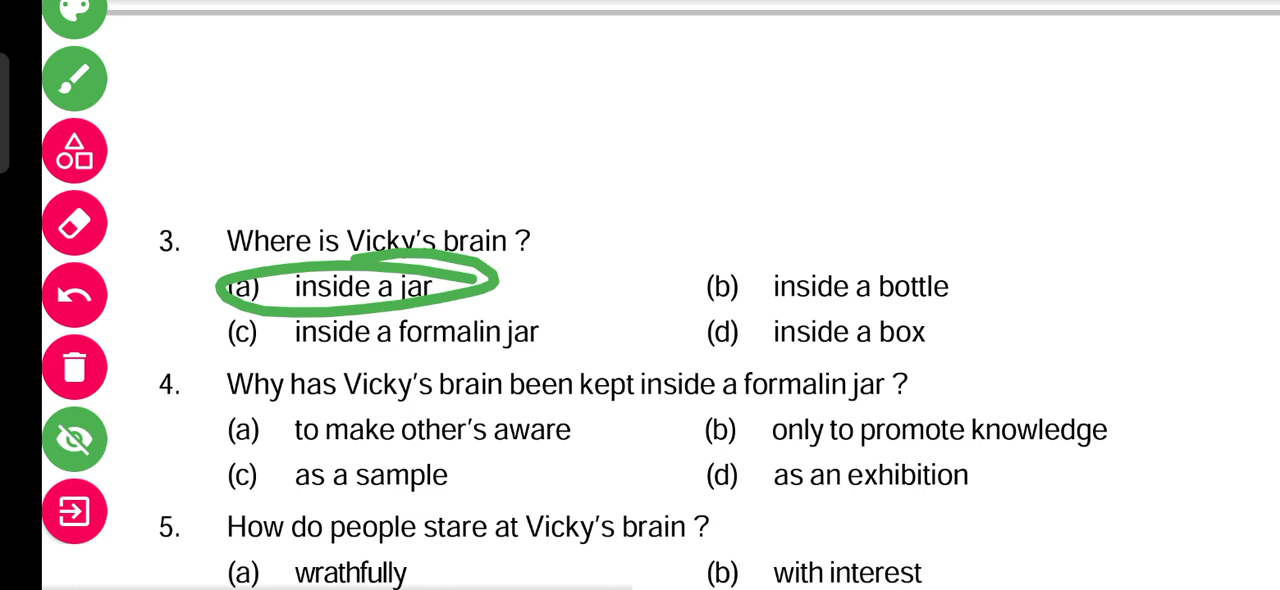 3. Where is Vicky's brain ?
(a) inside a jar (b) inside a bottle
(c) inside a formalin jar (d) inside a box
4. Why has Vicky's brain been kept inside a formalin jar ?
(a) to make other's aware (b) only to promote knowledge
(c) as a sample (d) as an exhibition
5. How do people stare at Vicky's brain ?
(a) wrathfully (b) with interest